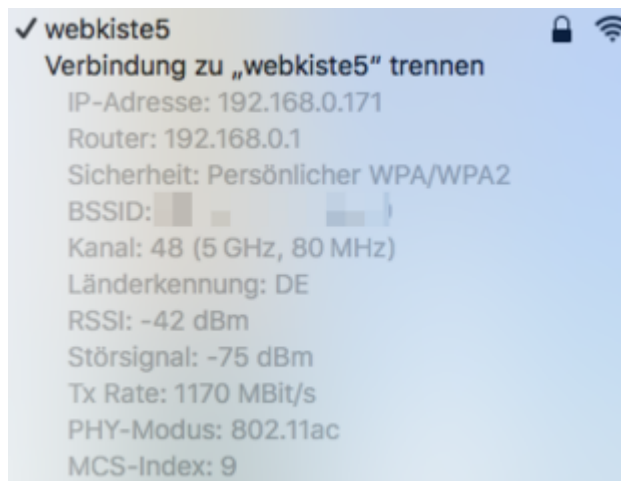 ✓ webkiste5
Verbindung zu „webkiste5" trennen
IP-Adresse: 192.168.0.171
Router: 192.168.0.1
Sicherheit: Persönlicher WPA/WPA2
BSSID:
Kanal: 48 (5 GHz, 80 MHz)
Länderkennung: DE
RSSI: -42 dBm
Störsignal: -75 dBm
Tx Rate: 1170 MBit/s
PHY-Modus: 802.11ac
MCS-Index: 9